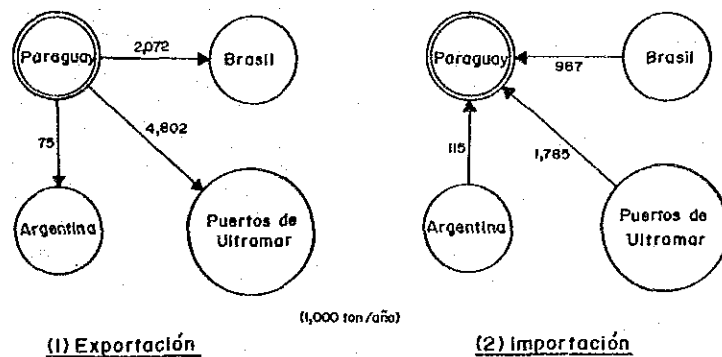 Paraguay
2,072
Brasil
75
4,802
Argentina
Puertos de
Ultramar
(1) Exportación
(1,000 ton/año)
Paraguay
987
Brasil
115
1,785
Argentina
Puertos de
Ultramar
(2) Importación